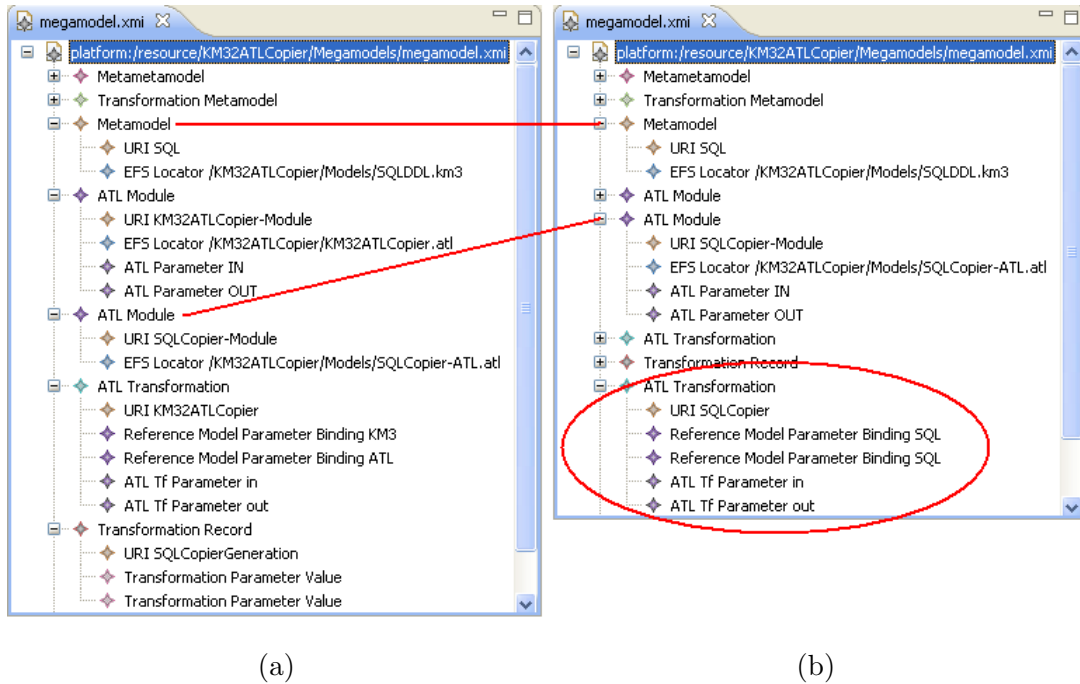 megamodel.xmi
platform:/resource/KM32ATLCopier/Megamodels/megamodel.xmi
Metametamodel
Transformation Metamodel
Metamodel
URI SQL
EFS Locator /KM32ATLCopier/Models/SQLDDL.km3
ATL Module
URI KM32ATLCopier-Module
EFS Locator /KM32ATLCopier/KM32ATLCopier.atl
ATL Parameter IN
ATL Parameter OUT
ATL Module
URI SQLCopier-Module
EFS Locator /KM32ATLCopier/Models/SQLCopier-ATL.atl
ATL Transformation
URI KM32ATLCopier
Reference Model Parameter Binding KM3
Reference Model Parameter Binding ATL
ATL Tf Parameter in
ATL Tf Parameter out
Transformation Record
URI SQLCopierGeneration
Transformation Parameter Value
Transformation Parameter Value
(a)
megamodel.xmi
platform:/resource/KM32ATLCopier/Megamodels/megamodel.xmi
Metametamodel
Transformation Metamodel
Metamodel
URI SQL
EFS Locator /KM32ATLCopier/Models/SQLDDL.km3
ATL Module
ATL Module
URI SQLCopier-Module
EFS Locator /KM32ATLCopier/Models/SQLCopier-ATL.atl
ATL Parameter IN
ATL Parameter OUT
ATL Transformation
Transformation Record
ATL Transformation
URI SQLCopier
Reference Model Parameter Binding SQL
Reference Model Parameter Binding SQL
ATL Tf Parameter in
ATL Tf Parameter out
(b)